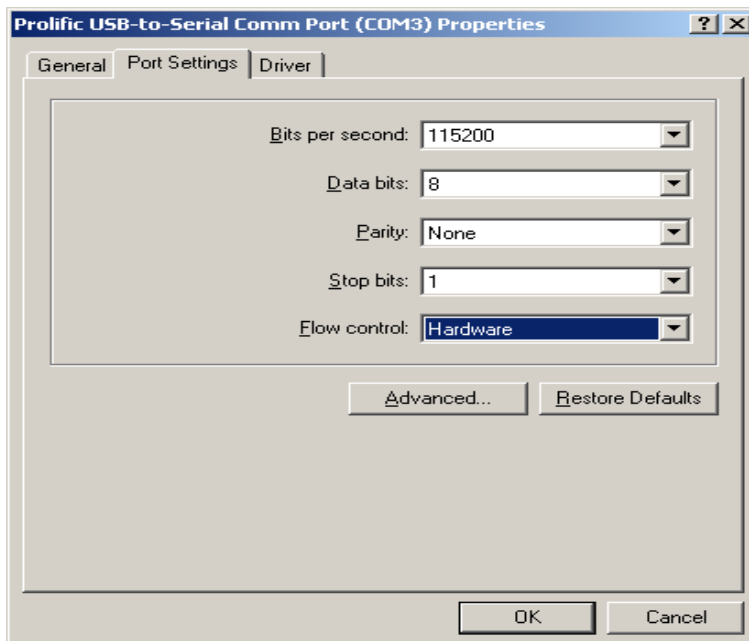 Prolific USB-to-Serial Comm Port (COM3) Properties ? ×
General Port Settings Driver
Bits per second: 115200
Data bits: 8
Parity: None
Stop bits: 1
Flow control: Hardware
Advanced... Restore Defaults
OK Cancel